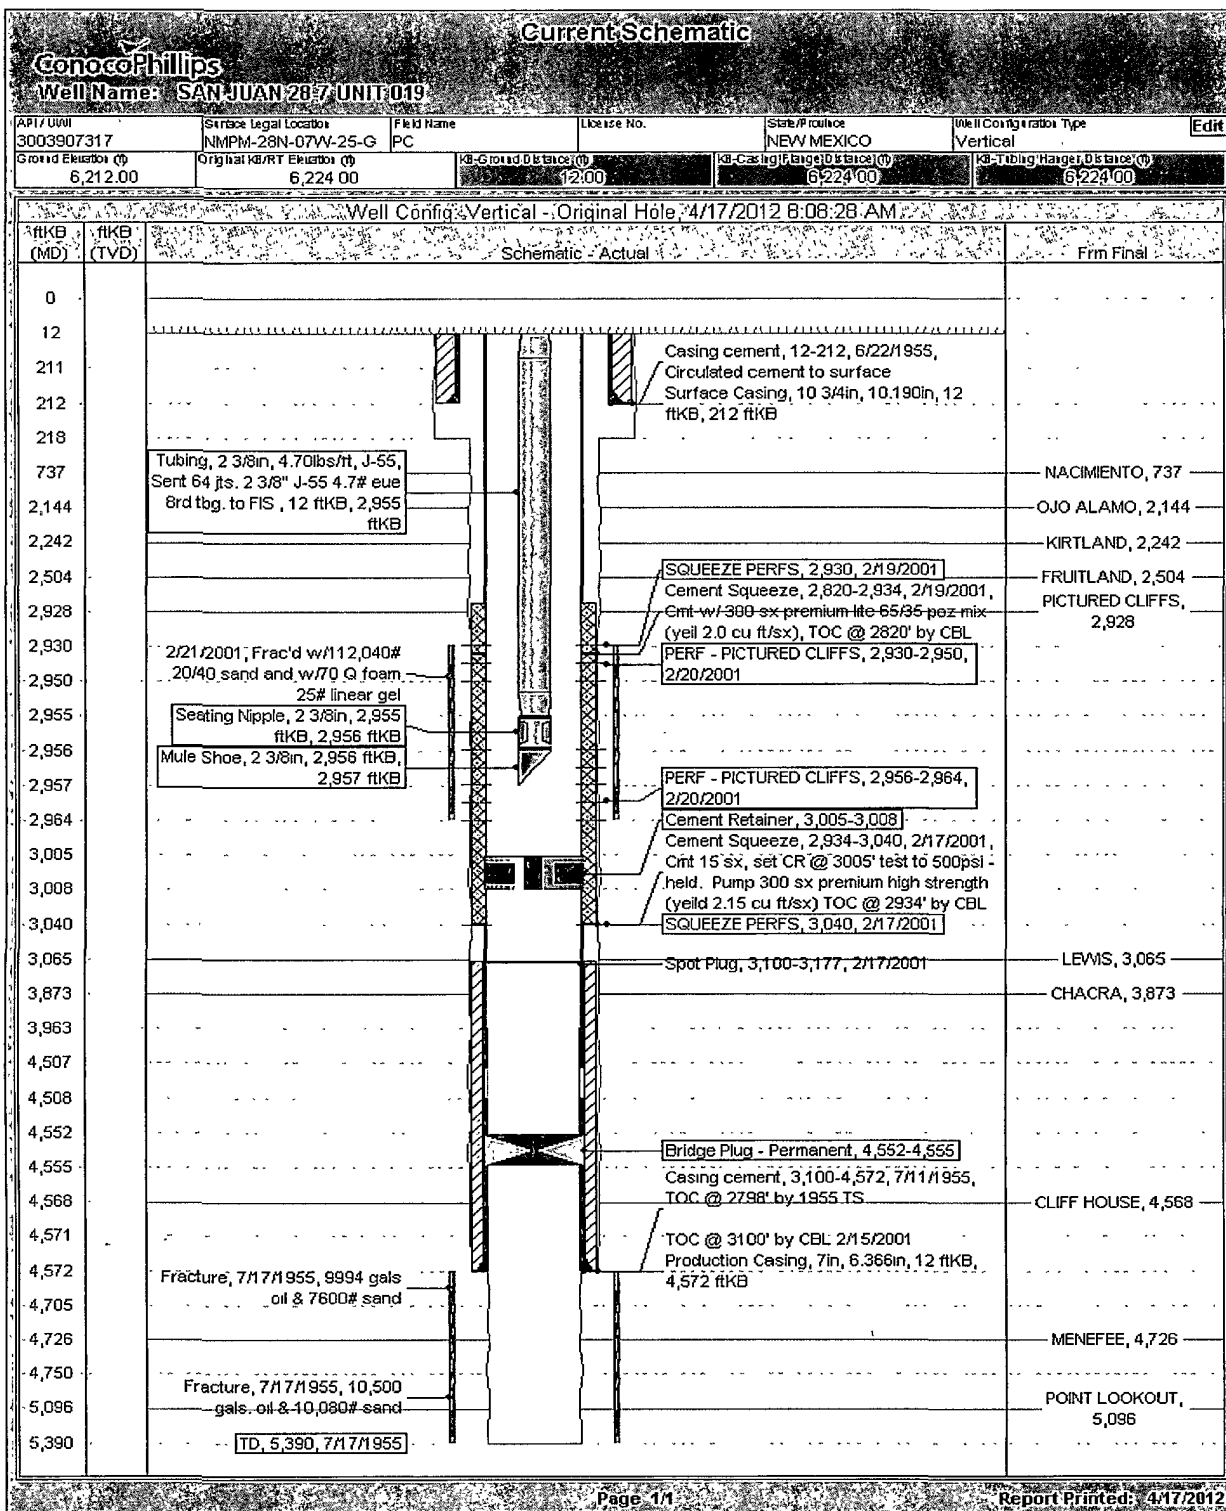 Current Schematic
ConocoPhillips
Well Name: SAN JUAN 28-7 UNIT 019
API / UWI
3003907317
Surface Legal Location
NMPM-28N-07W-25-G
Field Name
PC
License No.
State/Province
NEW MEXICO
Well Configuration Type
Vertical
Edit
Ground Elevation (ft)
6,212.00
Original KB/RT Elevation (ft)
6,224.00
KB-Ground Distance (ft)
12.00
KB-Casing Flange Distance (ft)
6,224.00
KB-Tubing Hanger Distance (ft)
6,224.00
Well Config: Vertical - Original Hole, 4/17/2012 8:08:28 AM
ftKB (MD)
ftKB (TVD)
Schematic - Actual
Frm Final
0
12
211
212
218
737
2,144
2,242
2,504
2,928
2,930
2,950
2,955
2,956
2,957
2,964
3,005
3,008
3,040
3,065
3,873
3,963
4,507
4,508
4,552
4,555
4,568
4,571
4,572
4,705
4,726
4,750
5,096
5,390
Tubing, 2 3/8in, 4.70lbs/ft, J-55,
Sent 64 jts. 2 3/8" J-55 4.7# eue
8rd tbg. to FIS , 12 ftKB, 2,955
ftKB
2/21/2001, Frac'd w/112,040#
20/40 sand and w/70 Q foam
25# linear gel
Seating Nipple, 2 3/8in, 2,955
ftKB, 2,956 ftKB
Mule Shoe, 2 3/8in, 2,956 ftKB,
2,957 ftKB
Fracture, 7/17/1955, 9994 gals
oil & 7600# sand
Fracture, 7/17/1955, 10,500
gals. oil & 10,080# sand
TD, 5,390, 7/17/1955
Casing cement, 12-212, 6/22/1955,
Circulated cement to surface
Surface Casing, 10 3/4in, 10.190in, 12
ftKB, 212 ftKB
SQUEEZE PERFS, 2,930, 2/19/2001
Cement Squeeze, 2,820-2,934, 2/19/2001,
Cmt w/ 300 sx premium lite 65/35 poz mix
(yeil 2.0 cu ft/sx), TOC @ 2820' by CBL
PERF - PICTURED CLIFFS, 2,930-2,950,
2/20/2001
PERF - PICTURED CLIFFS, 2,956-2,964,
2/20/2001
Cement Retainer, 3,005-3,008
Cement Squeeze, 2,934-3,040, 2/17/2001,
Cmt 15 sx, set CR @ 3005' test to 500psi -
held. Pump 300 sx premium high strength
(yeild 2.15 cu ft/sx) TOC @ 2934' by CBL
SQUEEZE PERFS, 3,040, 2/17/2001
Spot Plug, 3,100-3,177, 2/17/2001
Bridge Plug - Permanent, 4,552-4,555
Casing cement, 3,100-4,572, 7/11/1955,
TOC @ 2798' by 1955 TS
TOC @ 3100' by CBL 2/15/2001
Production Casing, 7in, 6.366in, 12 ftKB,
4,572 ftKB
NACIMIENTO, 737
OJO ALAMO, 2,144
KIRTLAND, 2,242
FRUITLAND, 2,504
PICTURED CLIFFS,
2,928
LEWIS, 3,065
CHACRA, 3,873
CLIFF HOUSE, 4,568
MENEFEE, 4,726
POINT LOOKOUT,
5,096
Page 1/1
Report Printed: 4/17/2012